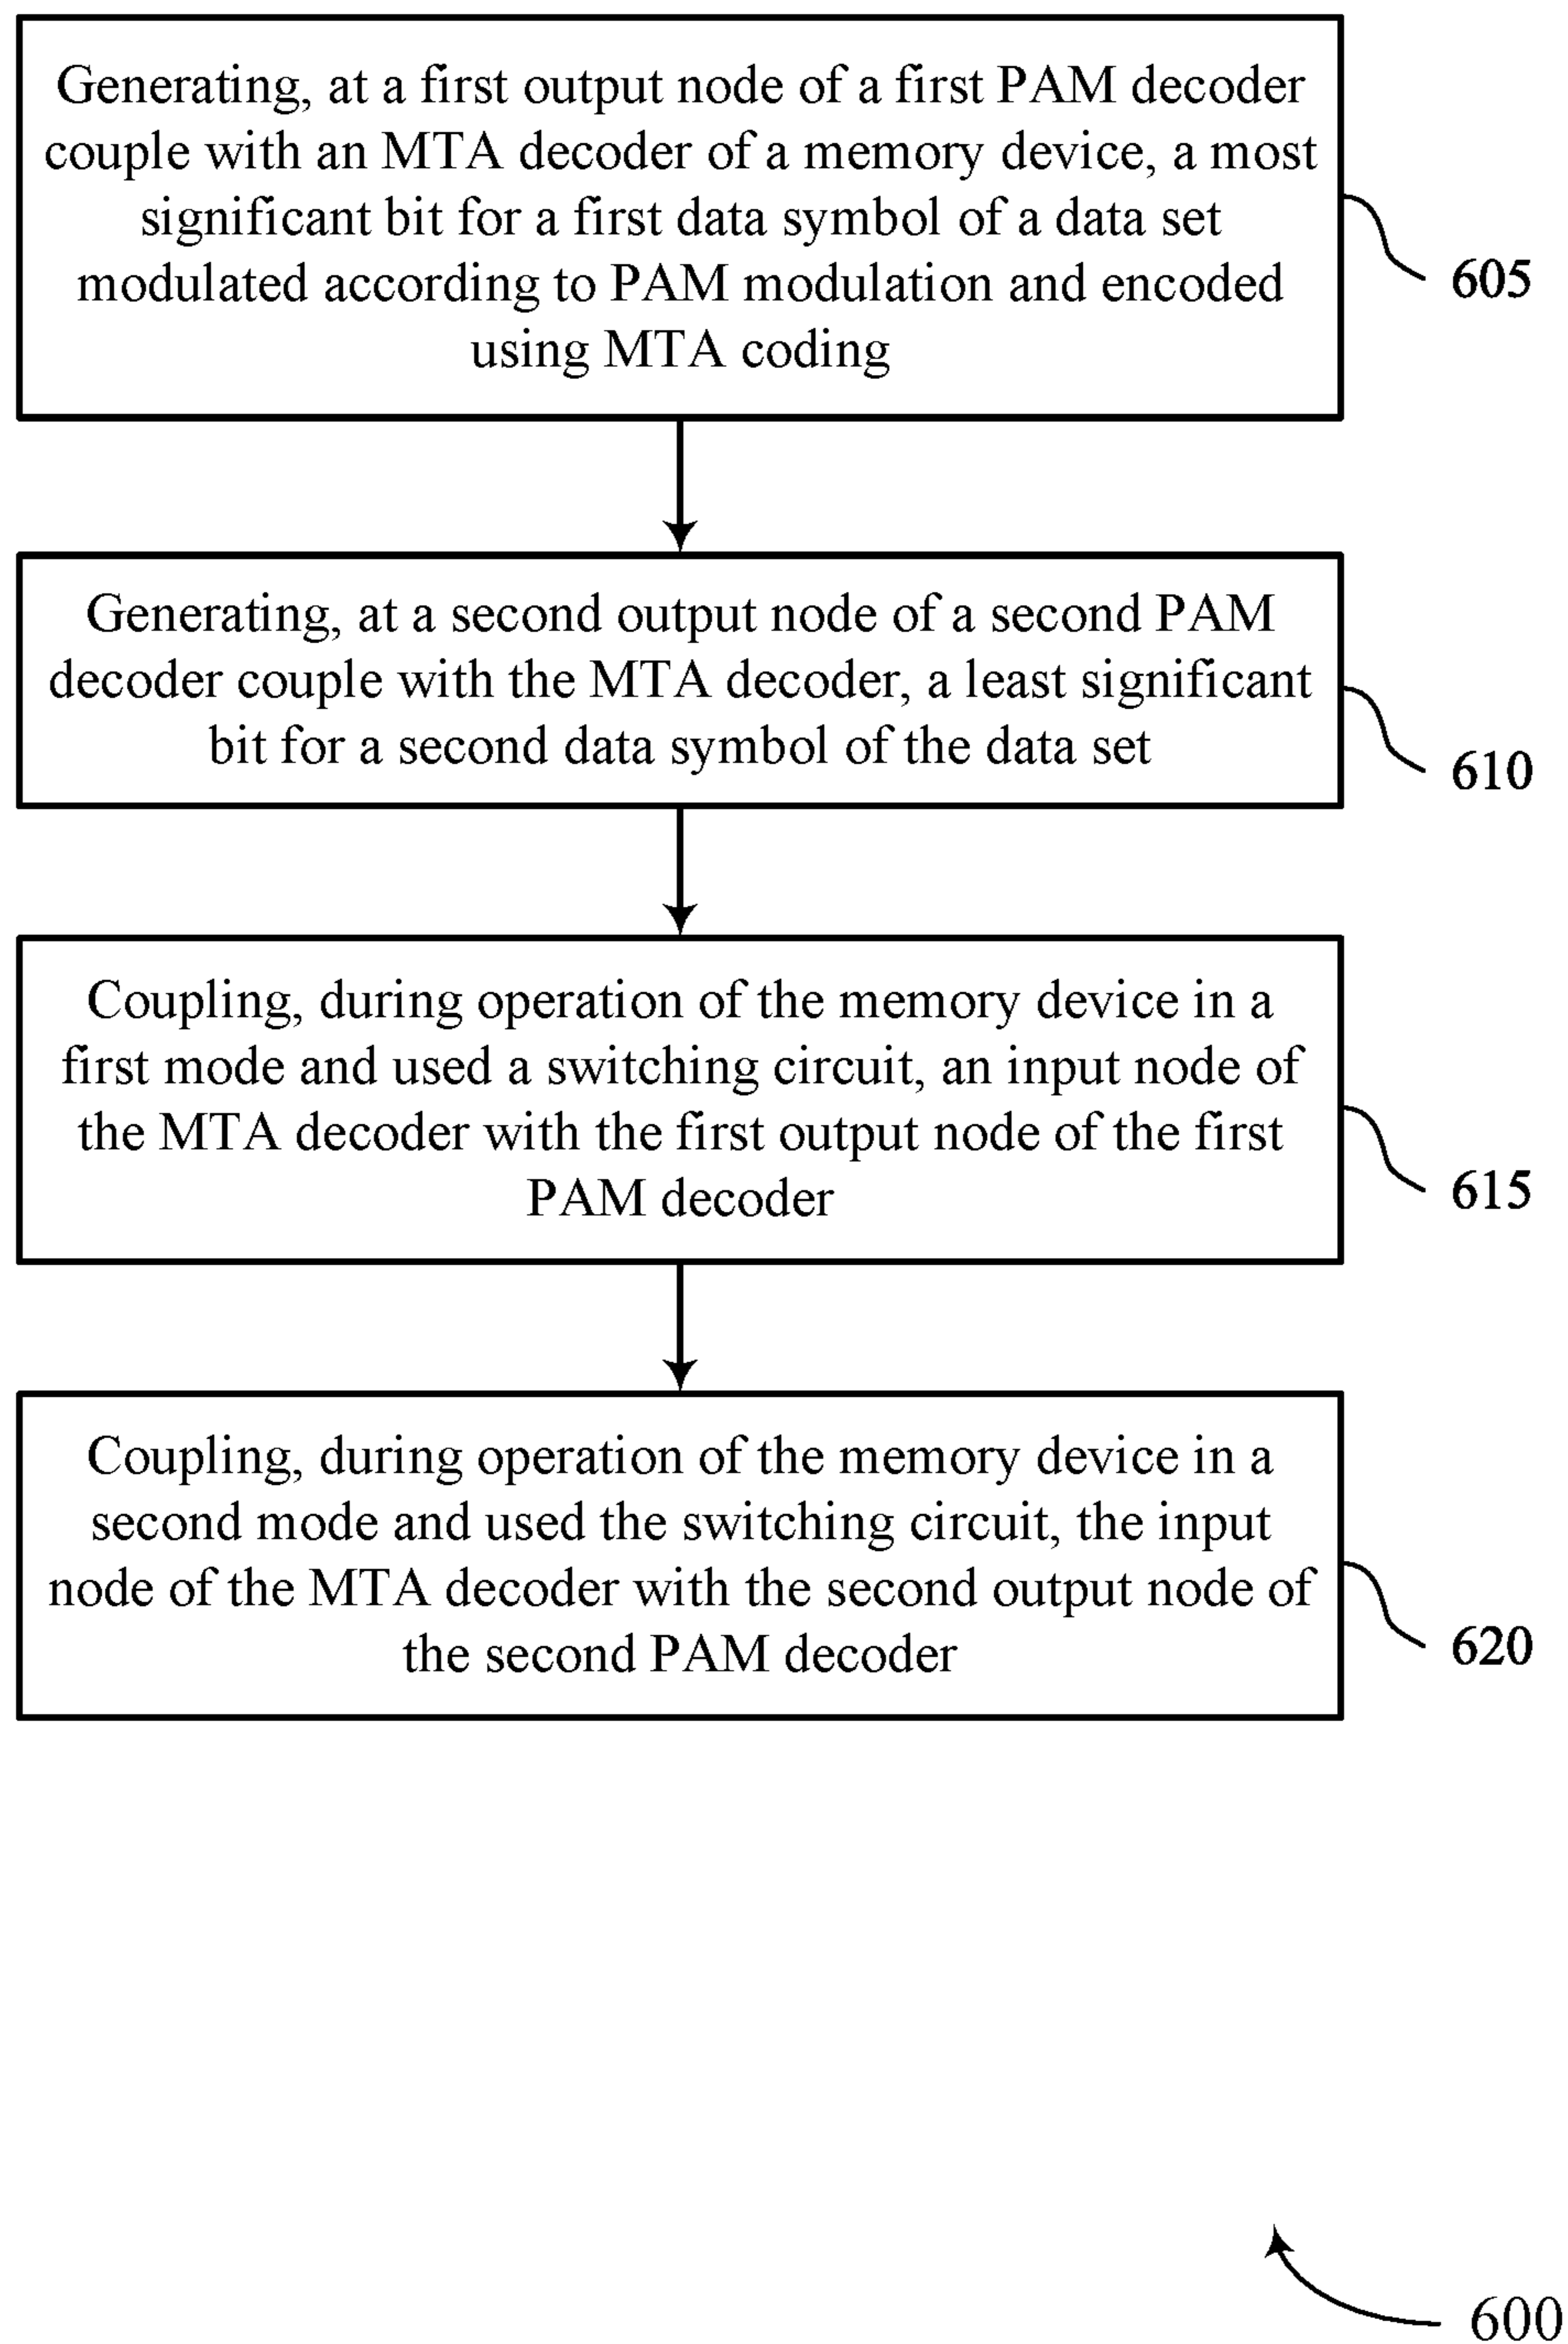 Generating, at a first output node of a first PAM decoder
couple with an MTA decoder of a memory device, a most
significant bit for a first data symbol of a data set
modulated according to PAM modulation and encoded
using MTA coding
605
Generating, at a second output node of a second PAM
decoder couple with the MTA decoder, a least significant
bit for a second data symbol of the data set
610
Coupling, during operation of the memory device in a
first mode and used a switching circuit, an input node of
the MTA decoder with the first output node of the first
PAM decoder
615
Coupling, during operation of the memory device in a
second mode and used the switching circuit, the input
node of the MTA decoder with the second output node of
the second PAM decoder
620
600